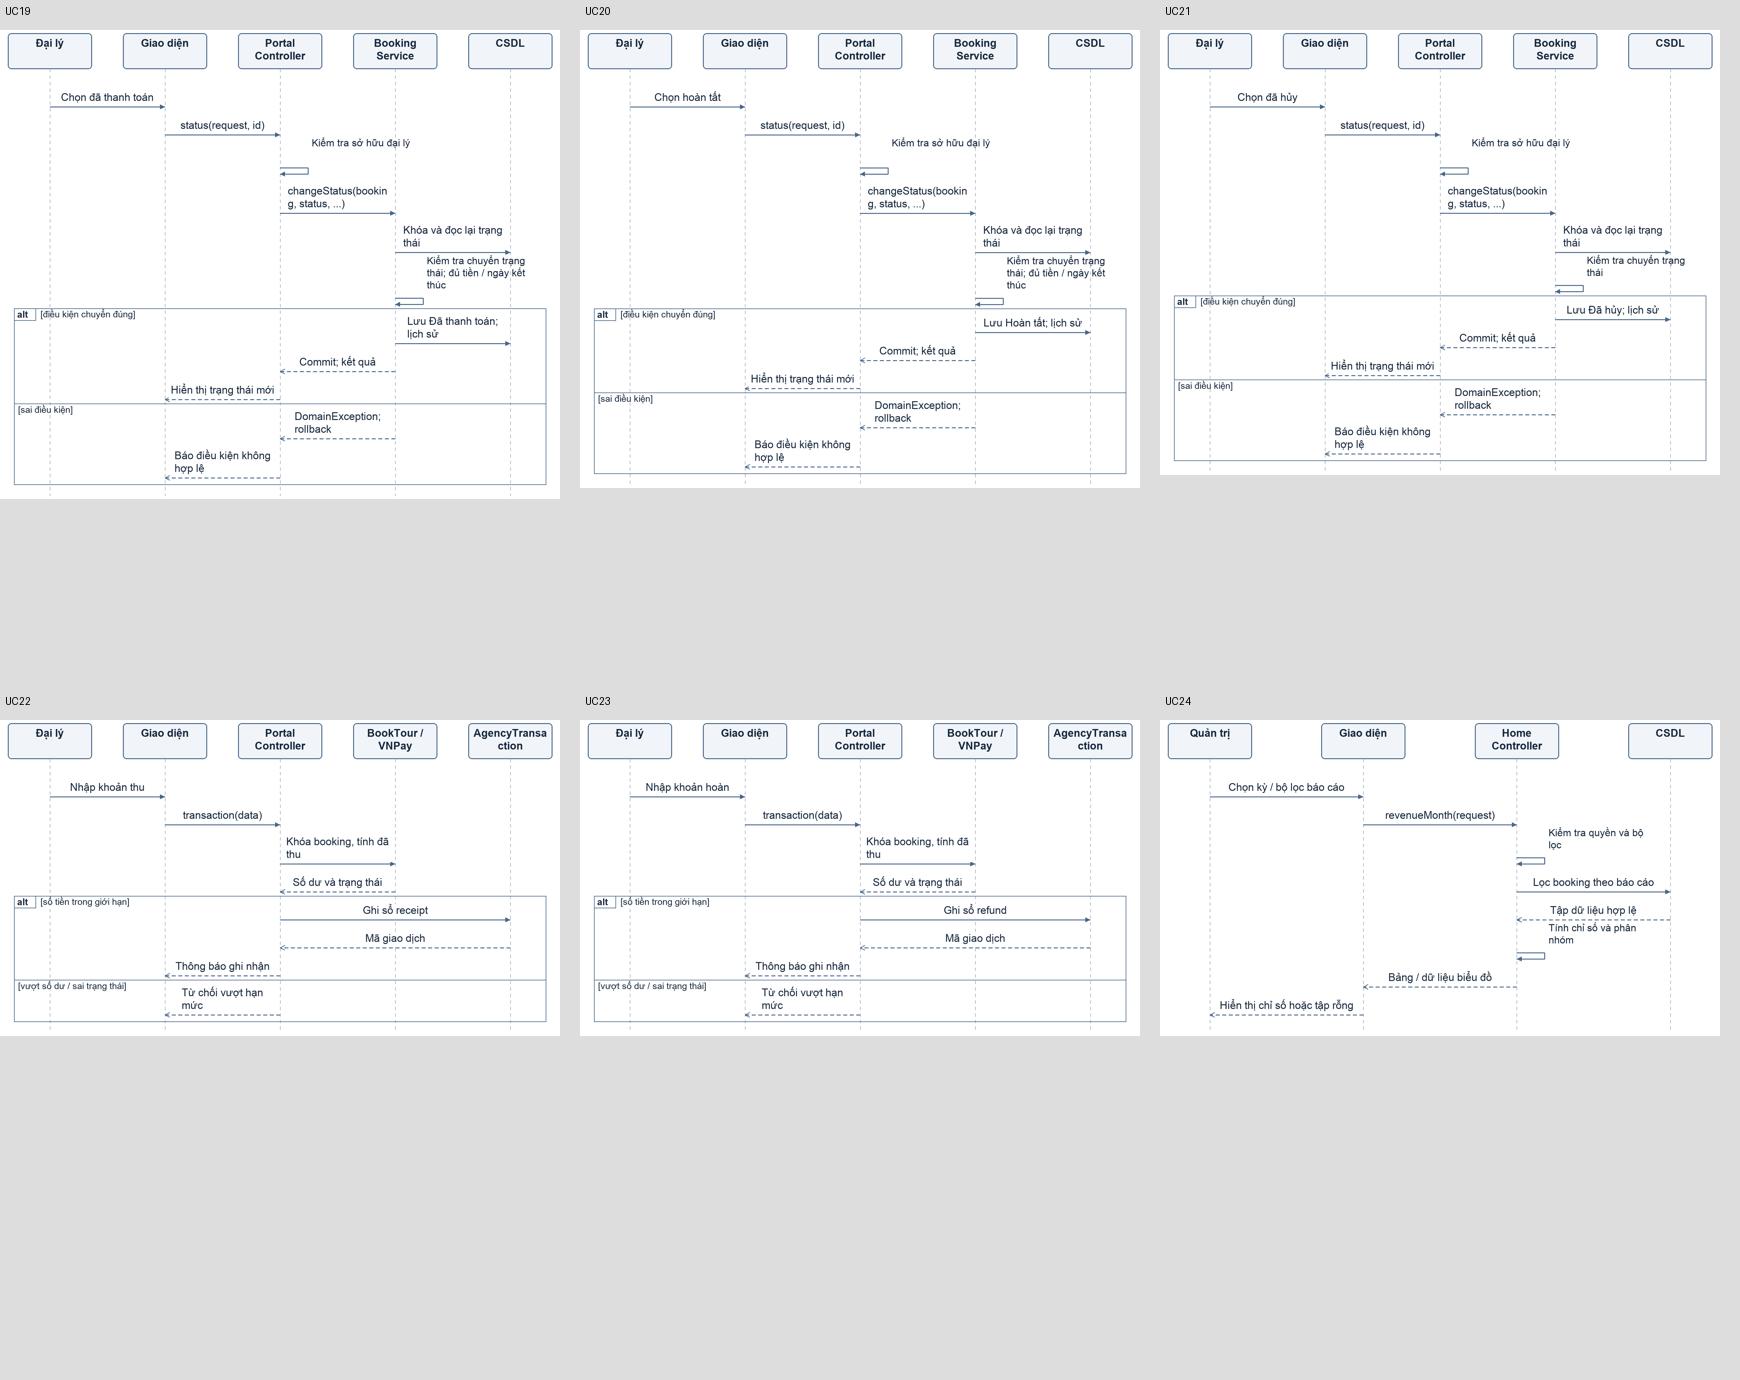 UC19
Đại lý
Giao diện
Portal
Controller
Booking
Service
CSDL
Chọn đã thanh toán
status(request, id)
Kiểm tra sở hữu đại lý
changeStatus(bookin
g, status, ...)
Khóa và đọc lại trạng
thái
Kiểm tra chuyển trạng
thái; đủ tiền / ngày kết
thúc
alt
[điều kiện chuyển đúng]
Lưu Đã thanh toán;
lịch sử
Commit; kết quả
Hiển thị trạng thái mới
[sai điều kiện]
DomainException;
rollback
Báo điều kiện không
hợp lệ
UC20
Đại lý
Giao diện
Portal
Controller
Booking
Service
CSDL
Chọn hoàn tất
status(request, id)
Kiểm tra sở hữu đại lý
changeStatus(bookin
g, status, ...)
Khóa và đọc lại trạng
thái
Kiểm tra chuyển trạng
thái; đủ tiền / ngày kết
thúc
alt
[điều kiện chuyển đúng]
Lưu Hoàn tất; lịch sử
Commit; kết quả
Hiển thị trạng thái mới
[sai điều kiện]
DomainException;
rollback
Báo điều kiện không
hợp lệ
UC21
Đại lý
Giao diện
Portal
Controller
Booking
Service
CSDL
Chọn đã hủy
status(request, id)
Kiểm tra sở hữu đại lý
changeStatus(bookin
g, status, ...)
Khóa và đọc lại trạng
thái
Kiểm tra chuyển trạng
thái
alt
[điều kiện chuyển đúng]
Lưu Đã hủy; lịch sử
Commit; kết quả
Hiển thị trạng thái mới
[sai điều kiện]
DomainException;
rollback
Báo điều kiện không
hợp lệ
UC22
Đại lý
Giao diện
Portal
Controller
BookTour /
VNPay
AgencyTransa
ction
Nhập khoản thu
transaction(data)
Khóa booking, tính đã
thu
Số dư và trạng thái
alt
[số tiền trong giới hạn]
Ghi sổ receipt
Mã giao dịch
Thông báo ghi nhận
[vượt số dư / sai trạng thái]
Từ chối vượt hạn
mức
UC23
Đại lý
Giao diện
Portal
Controller
BookTour /
VNPay
AgencyTransa
ction
Nhập khoản hoàn
transaction(data)
Khóa booking, tính đã
thu
Số dư và trạng thái
alt
[số tiền trong giới hạn]
Ghi sổ refund
Mã giao dịch
Thông báo ghi nhận
[vượt số dư / sai trạng thái]
Từ chối vượt hạn
mức
UC24
Quản trị
Giao diện
Home
Controller
CSDL
Chọn kỳ / bộ lọc báo cáo
revenueMonth(request)
Kiểm tra quyền và bộ
lọc
Lọc booking theo báo cáo
Tập dữ liệu hợp lệ
Tính chỉ số và phân
nhóm
Bảng / dữ liệu biểu đồ
Hiển thị chỉ số hoặc tập rỗng